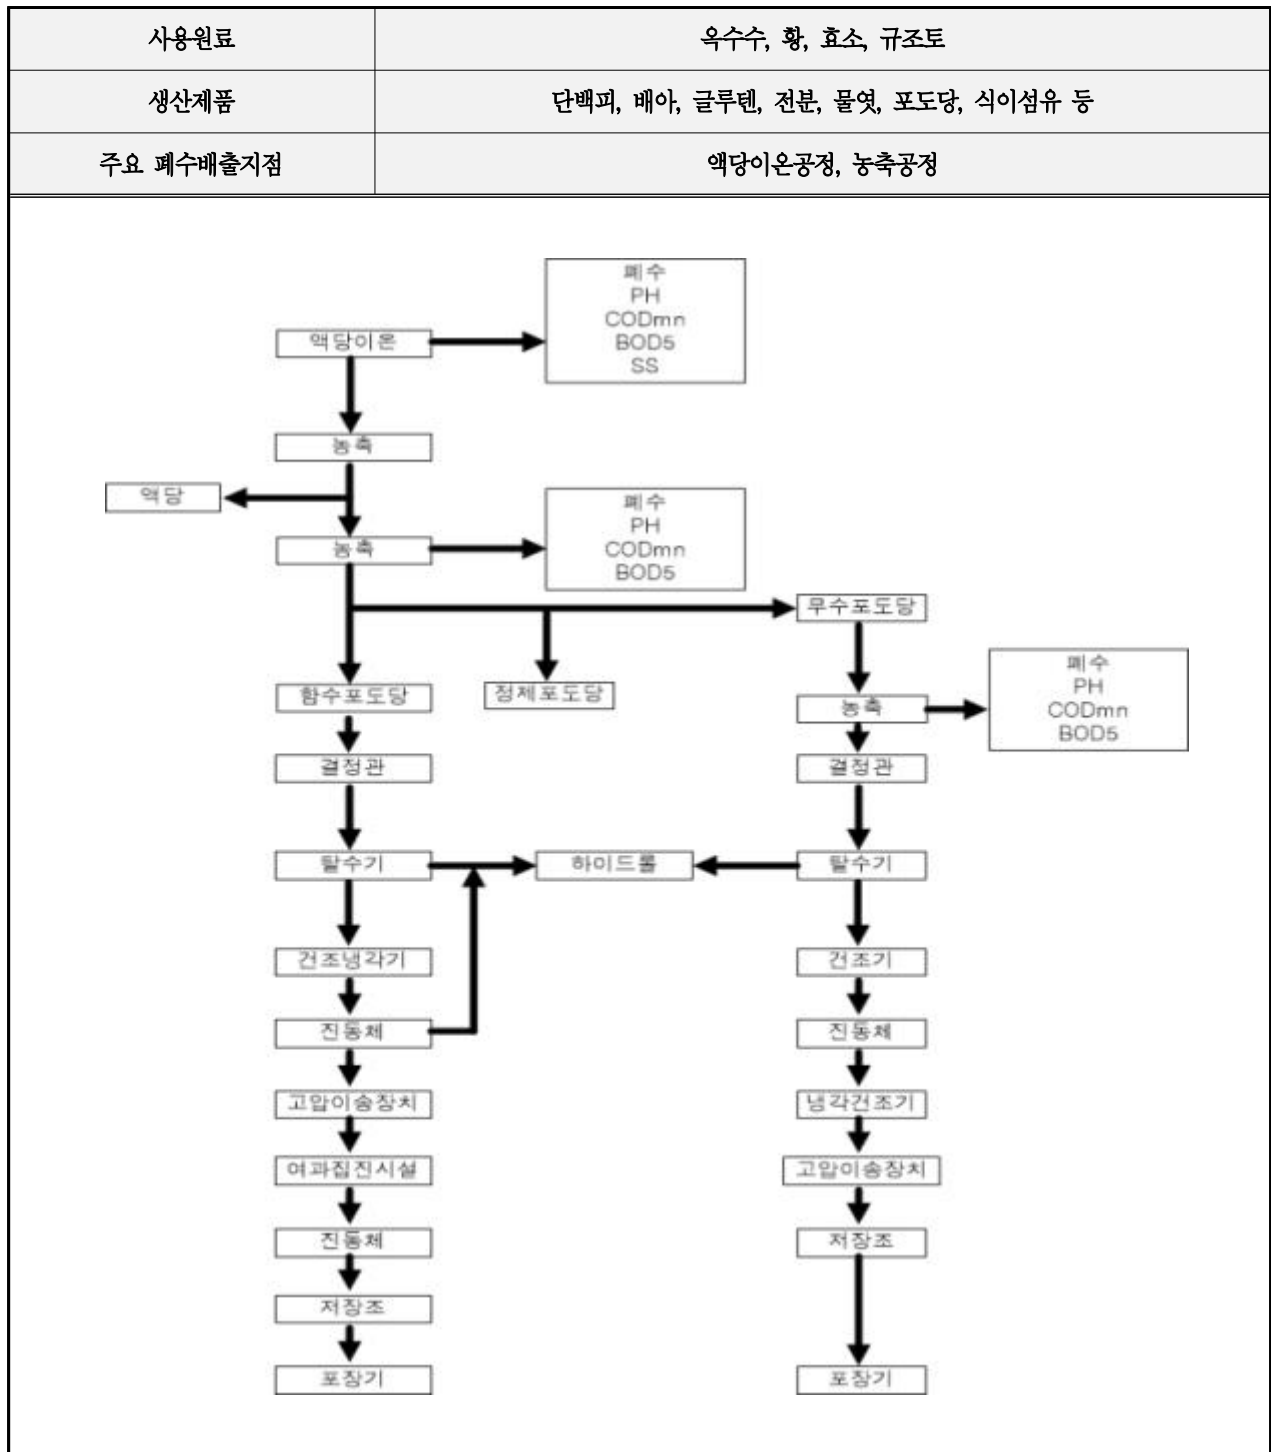 사용원료 옥수수, 황, 효소, 규조토
생산제품 단백피, 배아, 글루텐, 전분, 물엿, 포도당, 식이섬유 등
주요 폐수배출지점 액당이온공정, 농축공정
폐수
PH
CODmn
BOD5
SS
액당이온
농축
액당
폐수
PH
CODmn
BOD5
농축
무수포도당
함수포도당
정제포도당
폐수
PH
CODmn
BOD5
농축
결정관
결정관
탈수기
하이드롤
탈수기
건조냉각기
건조기
진동체
진동체
고압이송장치
냉각건조기
여과집진시설
고압이송장치
진동체
저장조
저장조
포장기
포장기